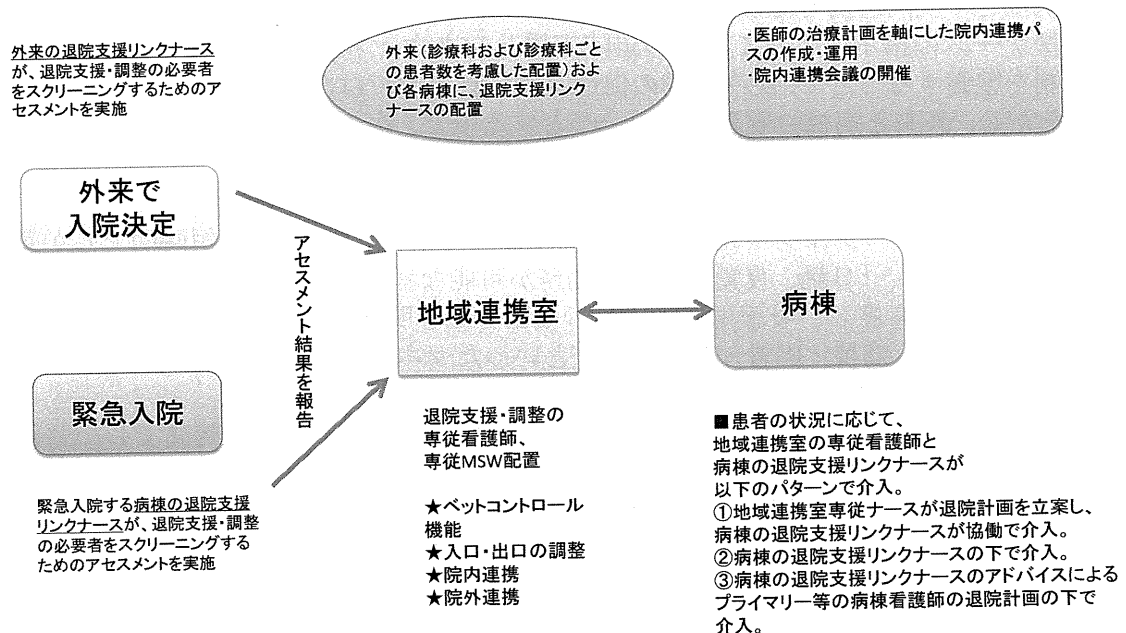 外来の退院支援リンクナース
が、退院支援・調整の必要者
をスクリーニングするためのア
セスメントを実施
外来(診療科および診療科ごと
の患者数を考慮した配置)およ
び各病棟に、退院支援リンク
ナースの配置
・医師の治療計画を軸にした院内連携パ
スの作成・運用
・院内連携会議の開催
外来で
入院決定
アセスメント結果を報告
地域連携室
病棟
緊急入院
緊急入院する病棟の退院支援
リンクナースが、退院支援・調整
の必要者をスクリーニングする
ためのアセスメントを実施
退院支援・調整の
専従看護師、
専従MSW配置
★ベットコントロール
機能
★入口・出口の調整
★院内連携
★院外連携
■患者の状況に応じて、
地域連携室の専従看護師と
病棟の退院支援リンクナースが
以下のパターンで介入。
①地域連携室専従ナースが退院計画を立案し、
病棟の退院支援リンクナースが協働で介入。
②病棟の退院支援リンクナースの下で介入。
③病棟の退院支援リンクナースのアドバイスによる
プライマリー等の病棟看護師の退院計画の下で
介入。